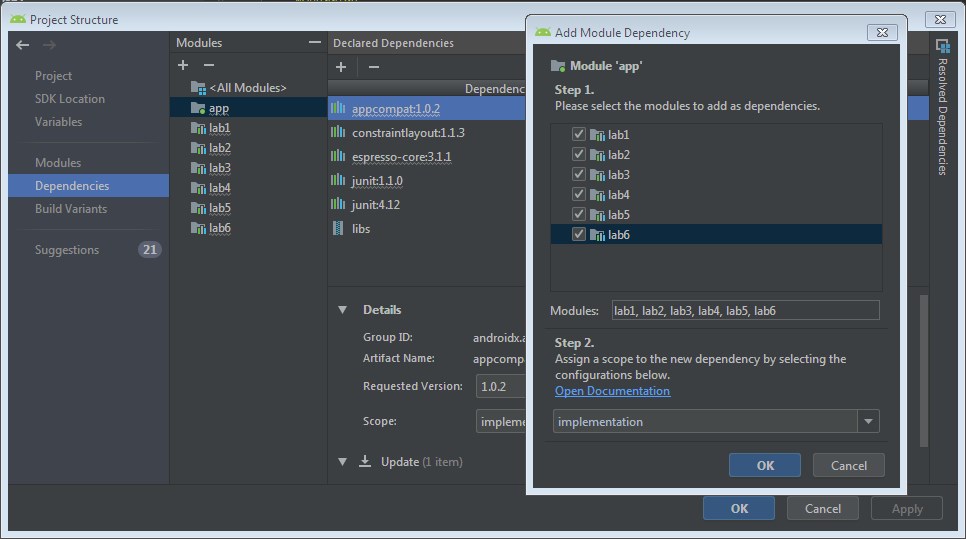 Project Structure
Project
SDK Location
Variables
Modules
Dependencies
Build Variants
Suggestions 21
Modules
<All Modules>
app
lab1
lab2
lab3
lab4
lab5
lab6
Declared Dependencies
Dependenc
appcompat:1.0.2
constraintlayout:1.1.3
espresso-core:3.1.1
junit:1.1.0
junit:4.12
libs
Details
Group ID: androidx.a
Artifact Name: appcompa
Requested Version: 1.0.2
Scope: impleme
Update (1 item)
Resolved Dependencies
OK Cancel Apply
Add Module Dependency
Module 'app'
Step 1.
Please select the modules to add as dependencies.
lab1
lab2
lab3
lab4
lab5
lab6
Modules: lab1, lab2, lab3, lab4, lab5, lab6
Step 2.
Assign a scope to the new dependency by selecting the
configurations below.
Open Documentation
implementation
OK Cancel